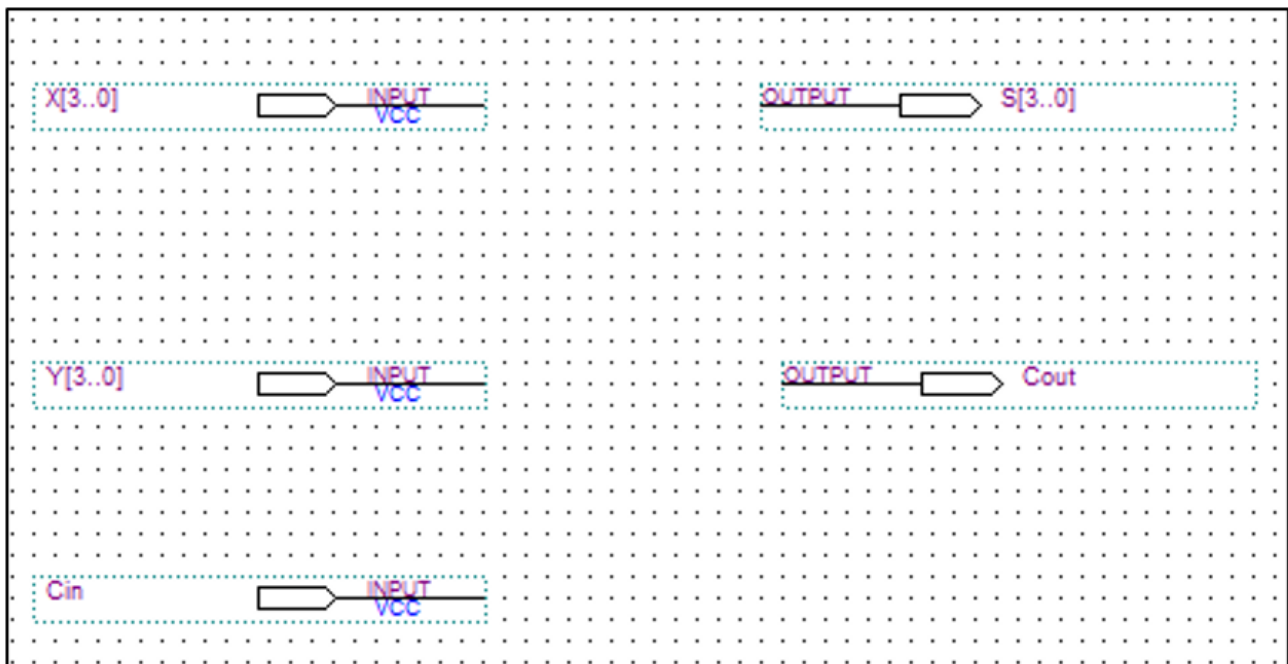 X[3..0] INPUT OUTPUT S[3..0]
VCC
Y[3..0] INPUT OUTPUT Cout
VCC
Cin INPUT
VCC